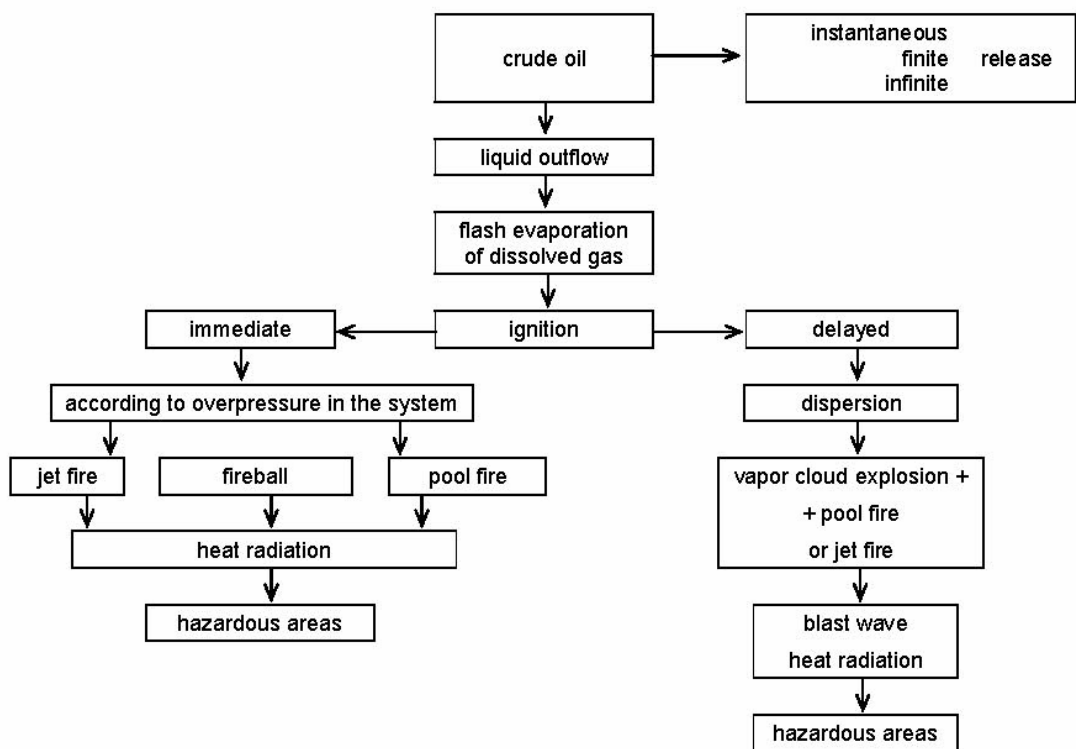 crude oil
instantaneous
finite release
infinite
liquid outflow
flash evaporation
of dissolved gas
immediate
ignition
delayed
according to overpressure in the system
dispersion
jet fire
fireball
pool fire
vapor cloud explosion +
+ pool fire
or jet fire
heat radiation
hazardous areas
blast wave
heat radiation
hazardous areas